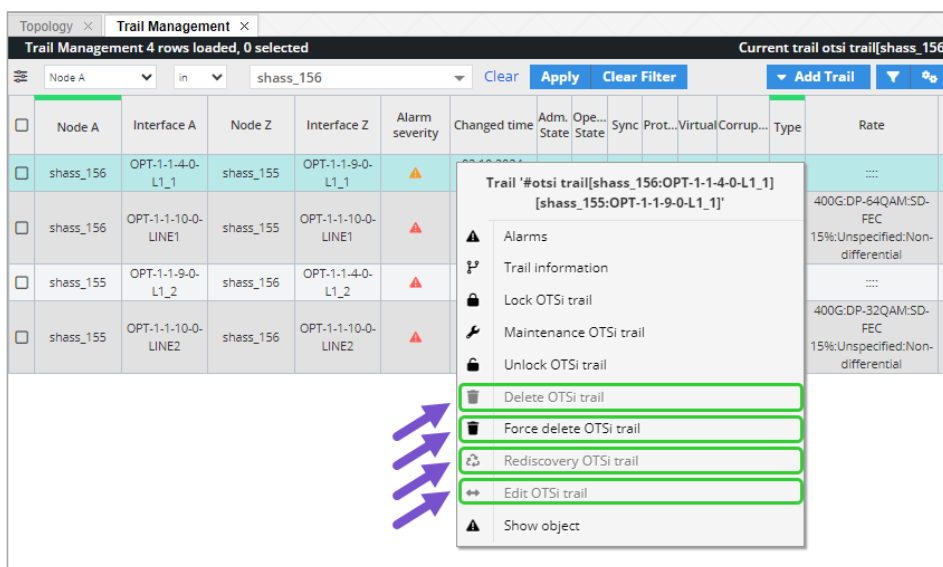 Topology ×
Trail Management ×
Trail Management 4 rows loaded, 0 selected
Current trail otsi trail[shass_156
Node A
in
shass_156
Clear
Apply
Clear Filter
Add Trail
Node A
Interface A
Node Z
Interface Z
Alarm
severity
Changed time
Adm.
State
Ope...
State
Sync
Prot...
Virtual
Corrup...
Type
Rate
shass_156
OPT-1-1-4-0-
L1_1
shass_155
OPT-1-1-9-0-
L1_1
::::
shass_156
OPT-1-1-10-0-
LINE1
shass_155
OPT-1-1-10-0-
LINE1
400G:DP-64QAM:SD-
FEC
15%:Unspecified:Non-
differential
shass_155
OPT-1-1-9-0-
L1_2
shass_156
OPT-1-1-4-0-
L1_2
::::
shass_155
OPT-1-1-10-0-
LINE2
shass_156
OPT-1-1-10-0-
LINE2
400G:DP-32QAM:SD-
FEC
15%:Unspecified:Non-
differential
Trail '#otsi trail[shass_156:OPT-1-1-4-0-L1_1]
[shass_155:OPT-1-1-9-0-L1_1]'
Alarms
Trail information
Lock OTSi trail
Maintenance OTSi trail
Unlock OTSi trail
Delete OTSi trail
Force delete OTSi trail
Rediscovery OTSi trail
Edit OTSi trail
Show object